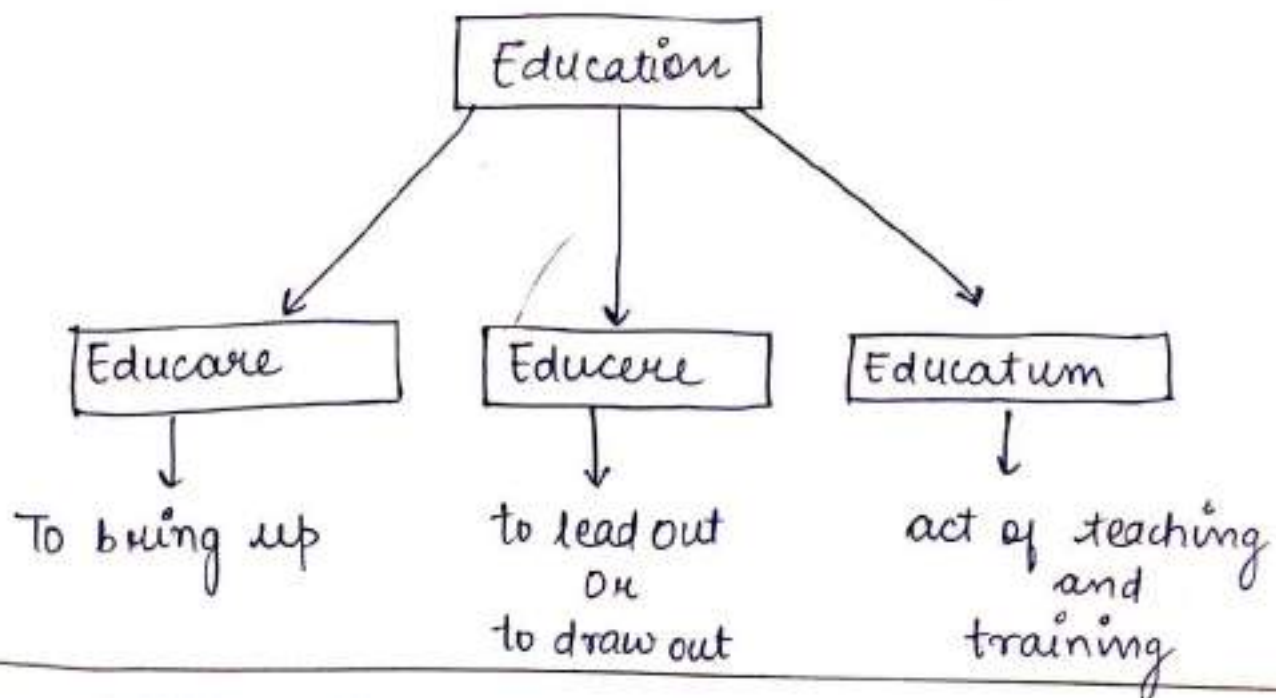 Education
Educare
Educere
Educatum
To bring up
to lead out
or
to draw out
act of teaching
and
training